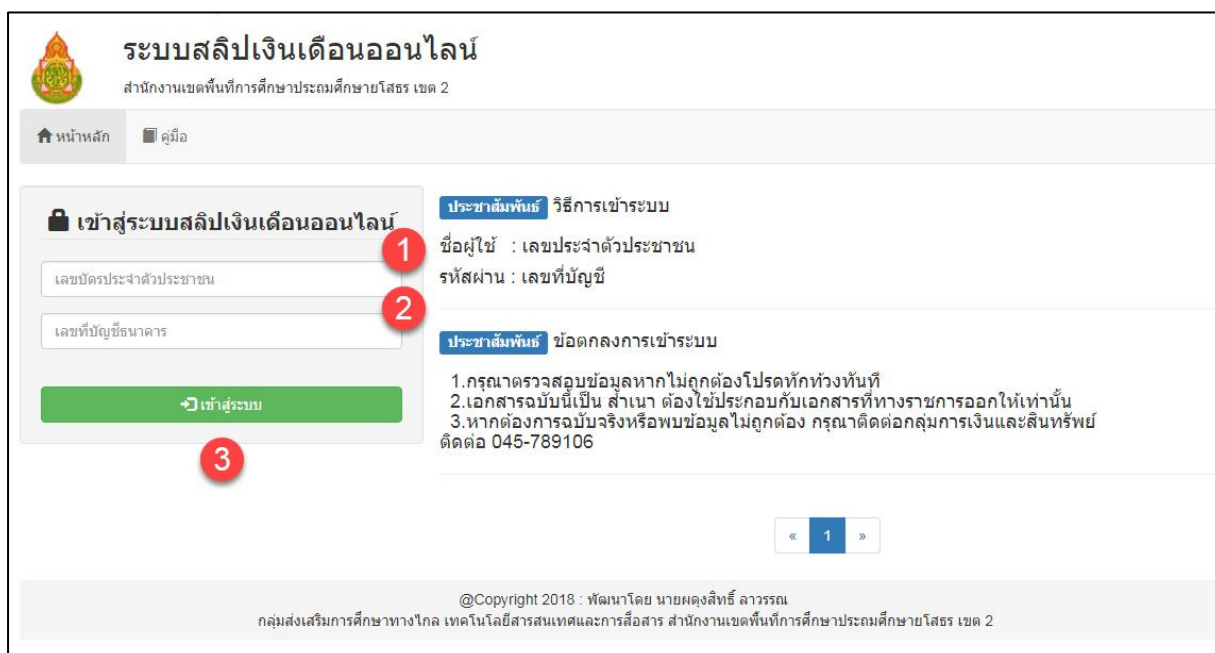 ระบบสลิปเงินเดือนออนไลน์
สำนักงานเขตพื้นที่การศึกษาประถมศึกษายโสธร เขต 2
หน้าหลัก คู่มือ
เข้าสู่ระบบสลิปเงินเดือนออนไลน์
1
เลขบัตรประจำตัวประชาชน
2
เลขที่บัญชีธนาคาร
เข้าสู่ระบบ
3
ประชาสัมพันธ์ วิธีการเข้าระบบ
ชื่อผู้ใช้ : เลขประจำตัวประชาชน
รหัสผ่าน : เลขที่บัญชี
ประชาสัมพันธ์ ข้อตกลงการเข้าระบบ
1.กรุณาตรวจสอบข้อมูลหากไม่ถูกต้องโปรดทักท้วงทันที
2.เอกสารฉบับนี้เป็น สำเนา ต้องใช้ประกอบกับเอกสารที่ทางราชการออกให้เท่านั้น
3.หากต้องการฉบับจริงหรือพบข้อมูลไม่ถูกต้อง กรุณาติดต่อกลุ่มการเงินและสินทรัพย์
ติดต่อ 045-789106
« 1 »
@Copyright 2018 : พัฒนาโดย นายผดุงสิทธิ์ ลาวรรณ
กลุ่มส่งเสริมการศึกษาทางไกล เทคโนโลยีสารสนเทศและการสื่อสาร สำนักงานเขตพื้นที่การศึกษาประถมศึกษายโสธร เขต 2